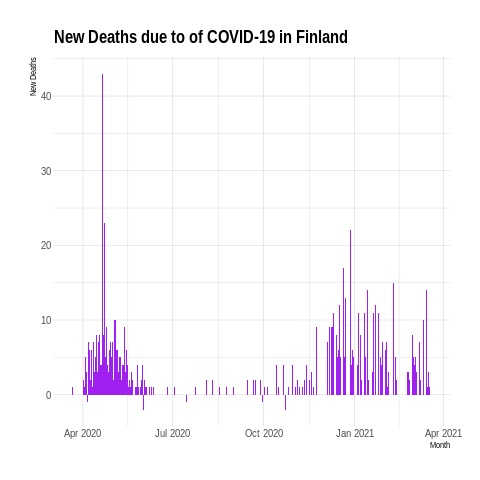 New Deaths due to of COVID-19 in Finland
New Deaths
40
30
20
10
0
Apr 2020 Jul 2020 Oct 2020 Jan 2021 Apr 2021
Month